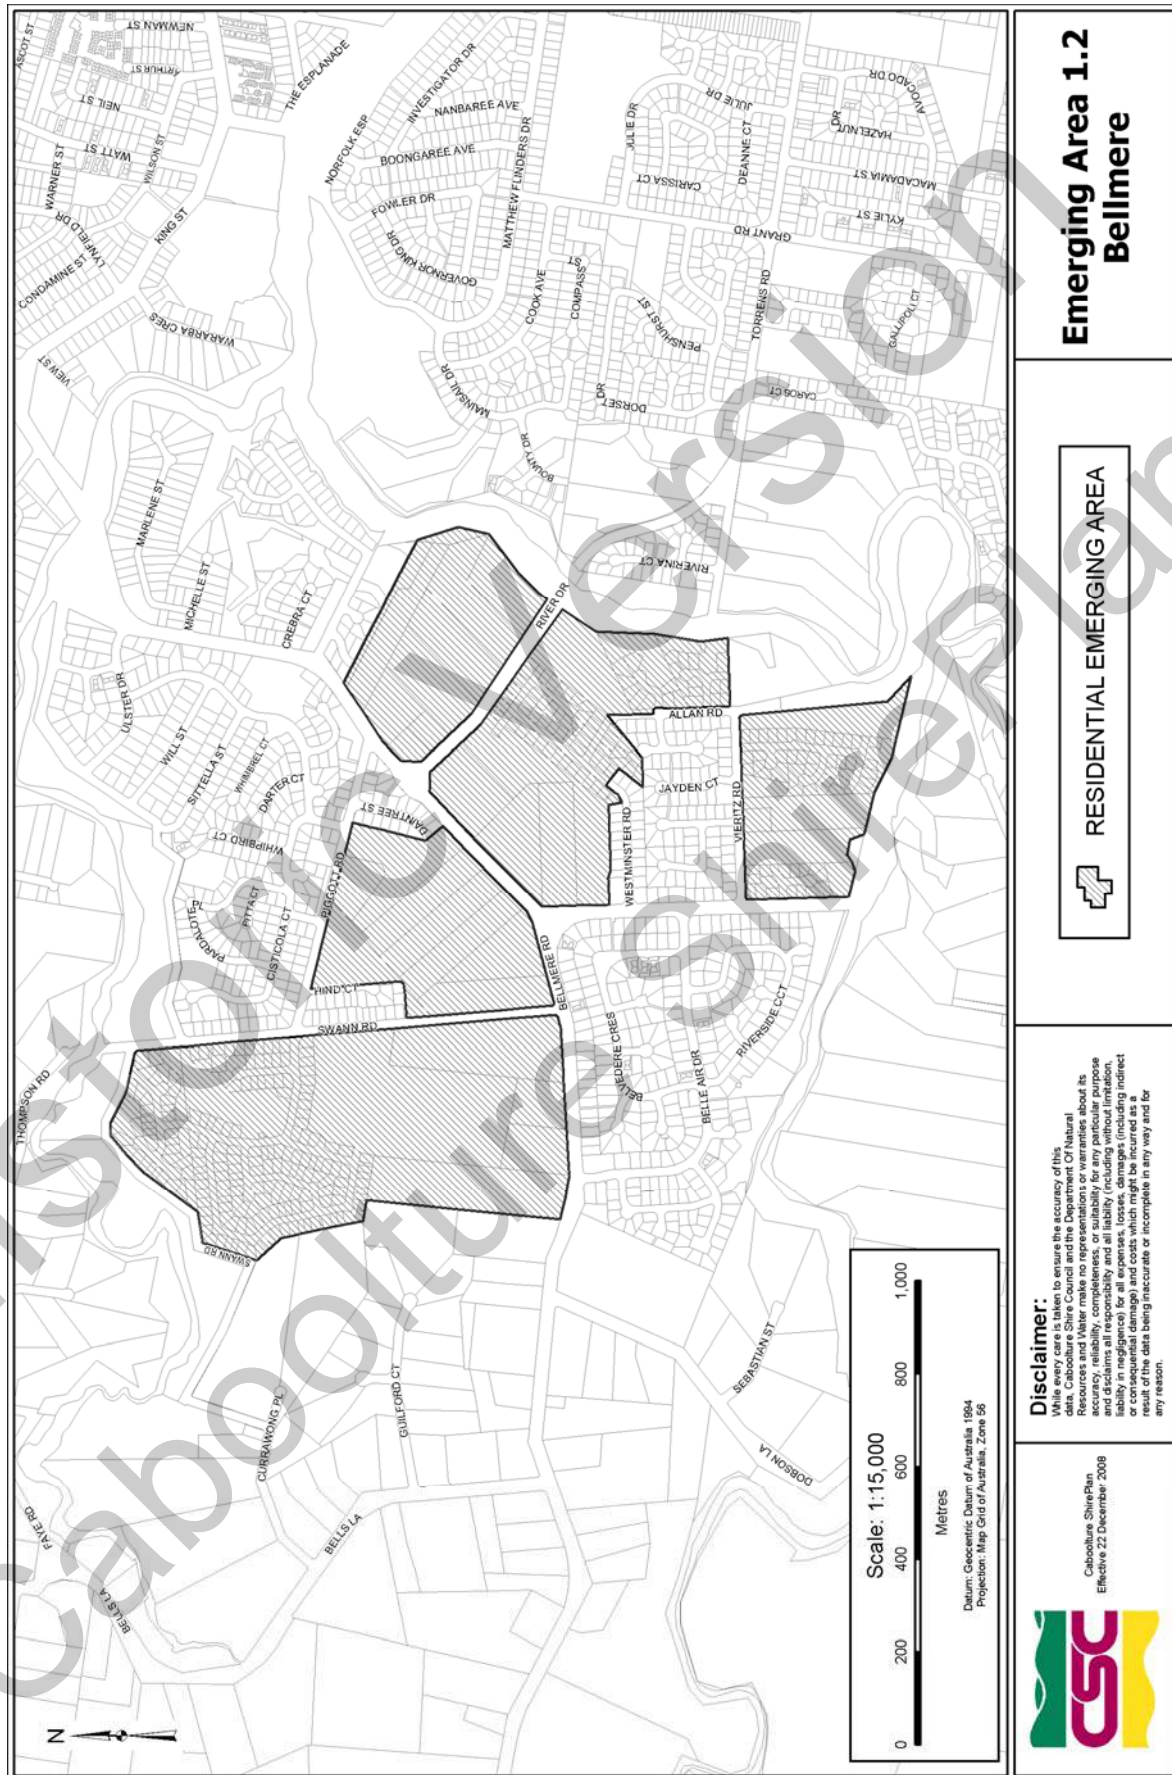 Historic Version
Caboolture ShirePlan
N
FAYE RD
BELLS LA
BELLS LA
CURRAWONG PL
GUILFORD CT
THOMPSON RD
SWANN RD
SWANN RD
HIND CT
PARDALOTE PL
PITTA CT
CISTICOLA CT
PIGGOTT RD
WHIPBIRD CT
DAINTREE ST
DARTER CT
WHIMBREL CT
SITTELLA ST
WILL ST
ULSTER DR
CREBRA CT
MICHELLE ST
MARLENE ST
VIEW ST
WARARBA CRES
CONDAMINE ST
LYNFIELD DR
KING ST
WARNER ST
WATT ST
WILSON ST
NEIL ST
ARTHUR ST
ASCOT ST
NEWMAN ST
THE ESPLANADE
NORFOLK ESP
INVESTIGATOR DR
NANBAREE AVE
BOONGAREE AVE
FOWLER DR
GOVERNOR KING DR
MATTHEW FLINDERS DR
COOK AVE
COMPASS ST
MAINSAIL DR
BOUNTY DR
PENSHURST ST
DORSET DR
TORRENS RD
GRANT RD
JULIE DR
JULIE DR
CARISSA CT
DEANNE CT
AVOCADO DR
HAZELNUT DR
MACADAMIA ST
KYLIE ST
GALLIPOLI CT
CAROB CT
RIVERINA CT
RIVER DR
ALLAN RD
JAYDEN CT
WESTMINSTER RD
VIERITZ RD
BELLMERE RD
BELVEDERE CRES
BELLE AIR DR
RIVERSIDE CCT
SEBASTIAN ST
DOBSON LA
Scale: 1:15,000
0 200 400 600 800 1,000
Metres
Datum: Geocentric Datum of Australia 1994
Projection: Map Grid of Australia, Zone 56
CSC
Caboolture ShirePlan
Effective 22 December 2008
Disclaimer:
While every care is taken to ensure the accuracy of this
data, Caboolture Shire Council and the Department Of Natural
Resources and Water make no representations or warranties about its
accuracy, reliability, completeness, or suitability for any particular purpose
and disclaims all responsibility and all liability (including without limitation,
liability in negligence) for all expenses, losses, damages (including indirect
or consequential damage) and costs which might be incurred as a
result of the data being inaccurate or incomplete in any way and for
any reason.
RESIDENTIAL EMERGING AREA
Emerging Area 1.2
Bellmere